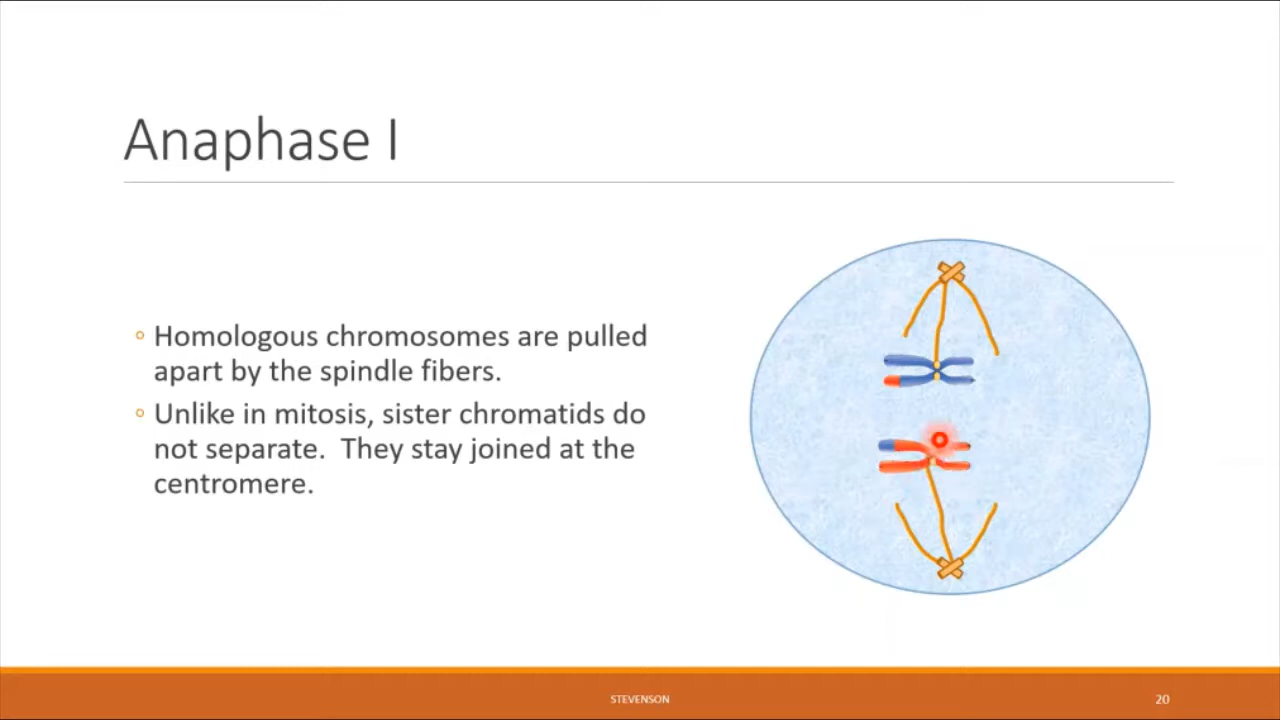 Anaphase I
◦ Homologous chromosomes are pulled
apart by the spindle fibers.
◦ Unlike in mitosis, sister chromatids do
not separate.  They stay joined at the
centromere.
STEVENSON
20